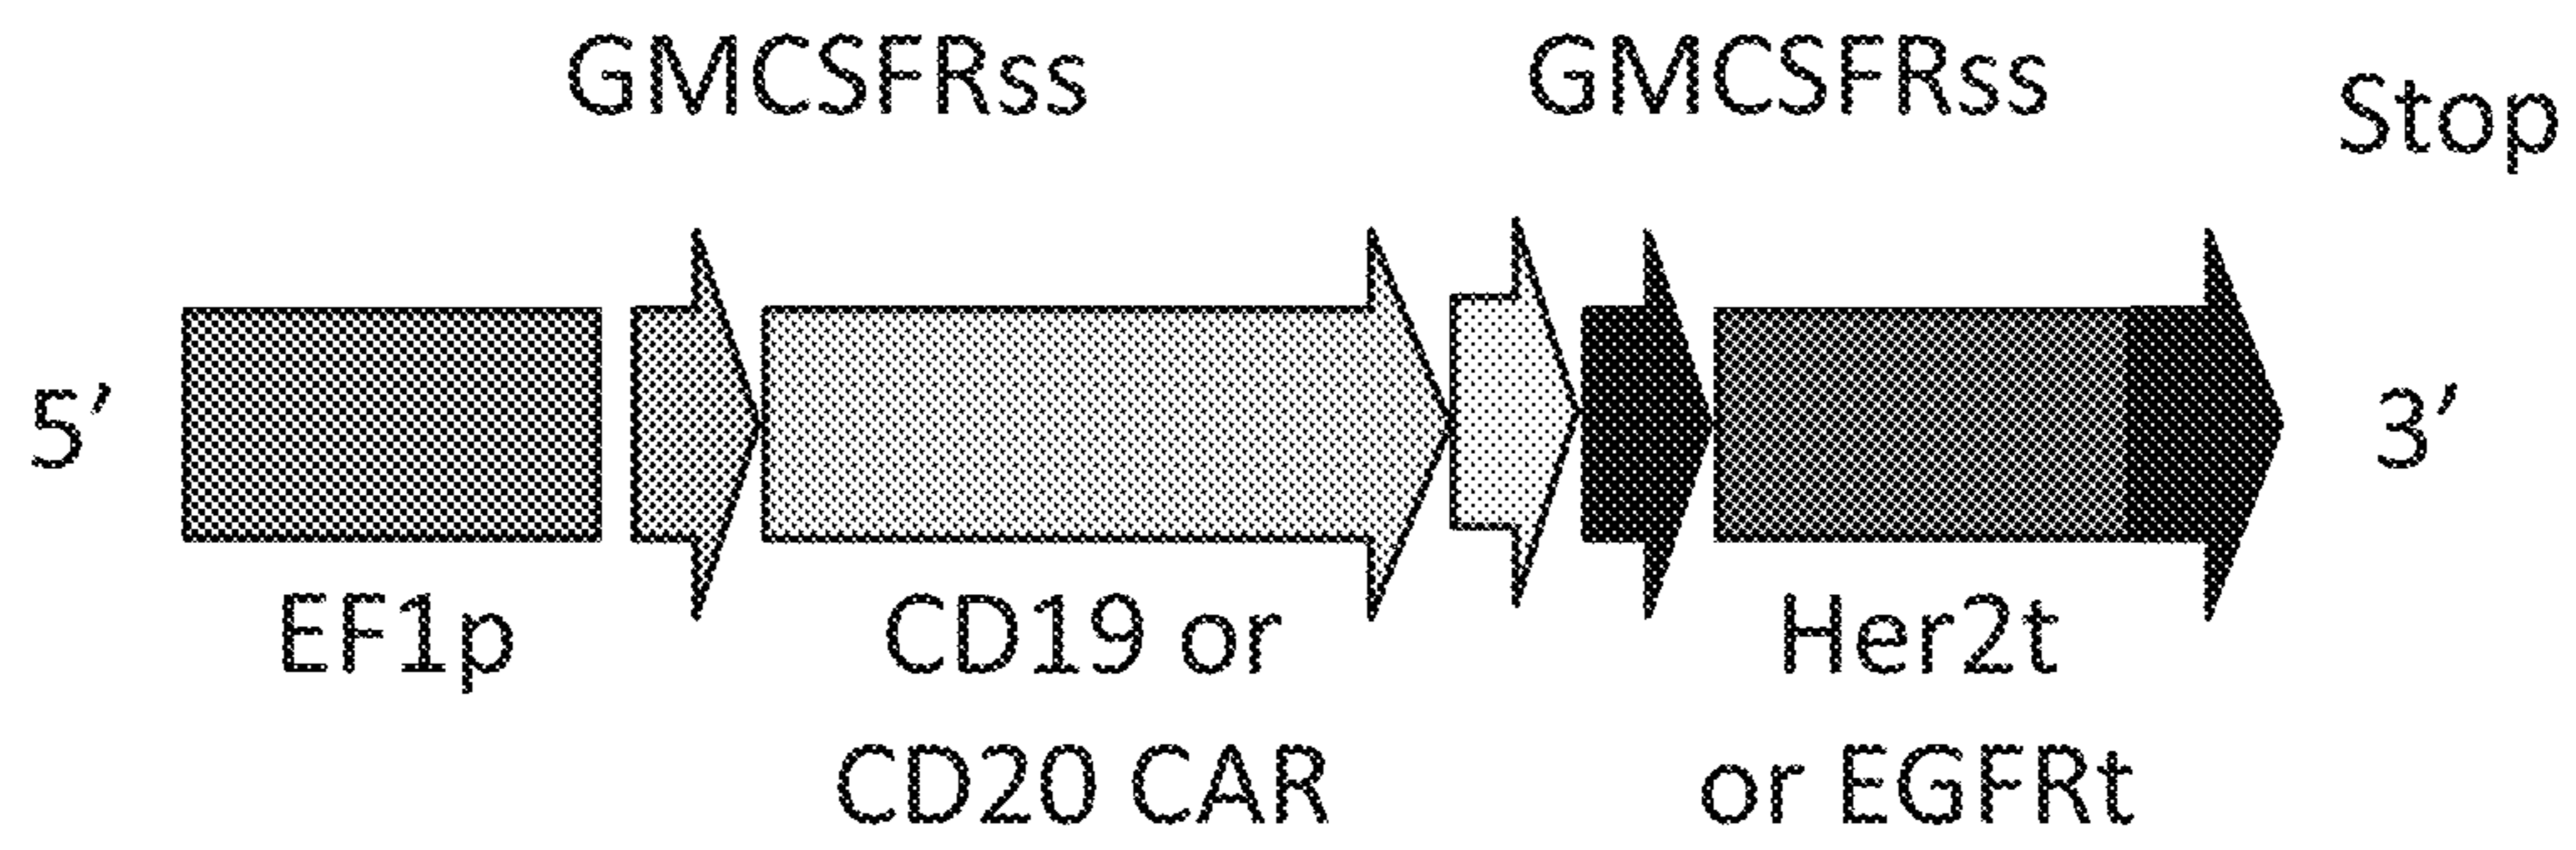 GMCSFRss
GMCSFRss
Stop
5’
3’
EF1p
CD19 or
CD20 CAR
Her2t
or EGFRt